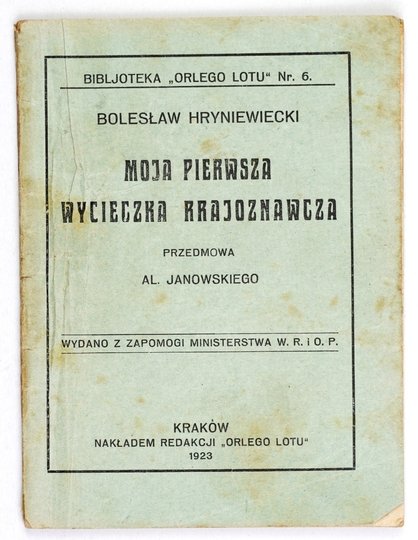 BIBLJOTEKA „ORLEGO LOTU“ Nr. 6.
BOLESŁAW HRYNIEWIECKI
MOJA PIERWSZA
WYCIECZKA KRAJOZNAWCZA
PRZEDMOWA
AL. JANOWSKIEGO
WYDANO Z ZAPOMOGI MINISTERSTWA W. R. i O. P.
KRAKÓW
NAKŁADEM REDAKCJI „ORLEGO LOTU“
1923